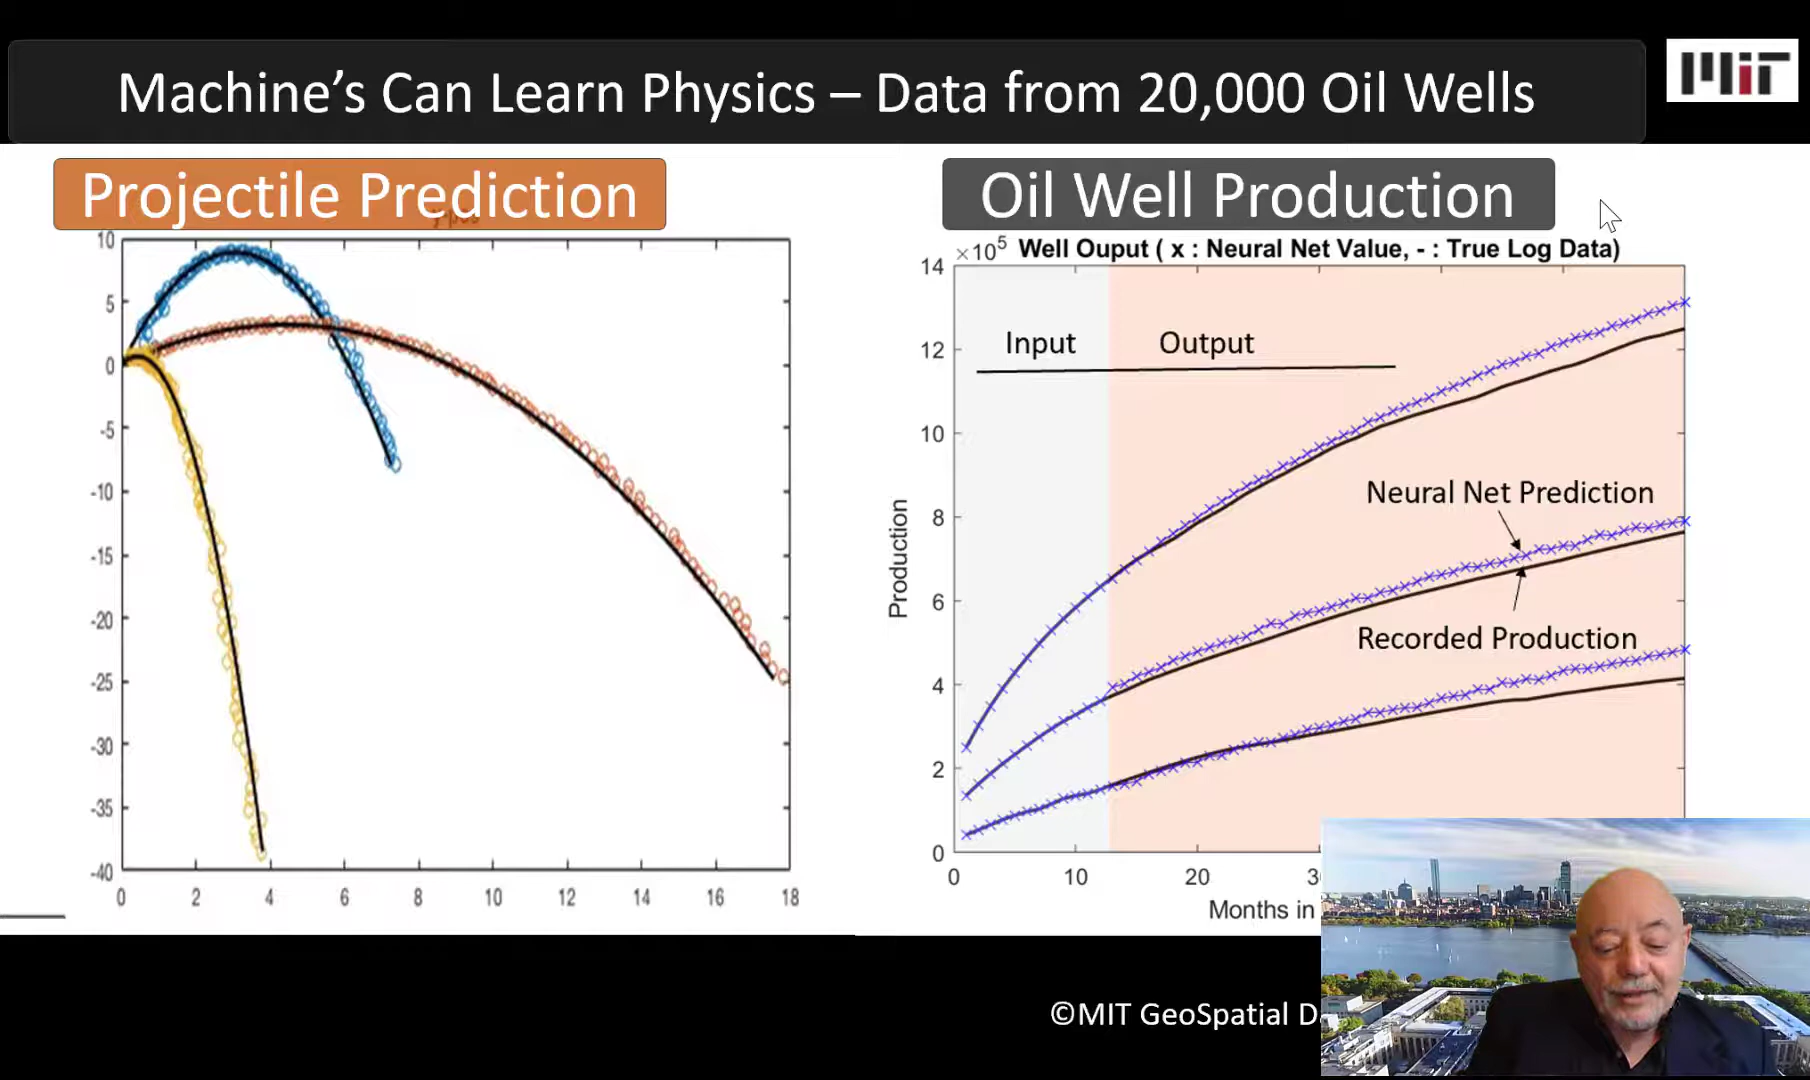 Machine's Can Learn Physics – Data from 20,000 Oil Wells
MIT
Projectile Prediction
Oil Well Production
10
5
0
-5
-10
-15
-20
-25
-30
-35
-40
0 2 4 6 8 10 12 14 16 18
×10⁵ Well Ouput ( x : Neural Net Value, - : True Log Data)
14
12
10
8
6
4
2
0
Production
Input Output
Neural Net Prediction
Recorded Production
0 10 20
Months in
©MIT GeoSpatial